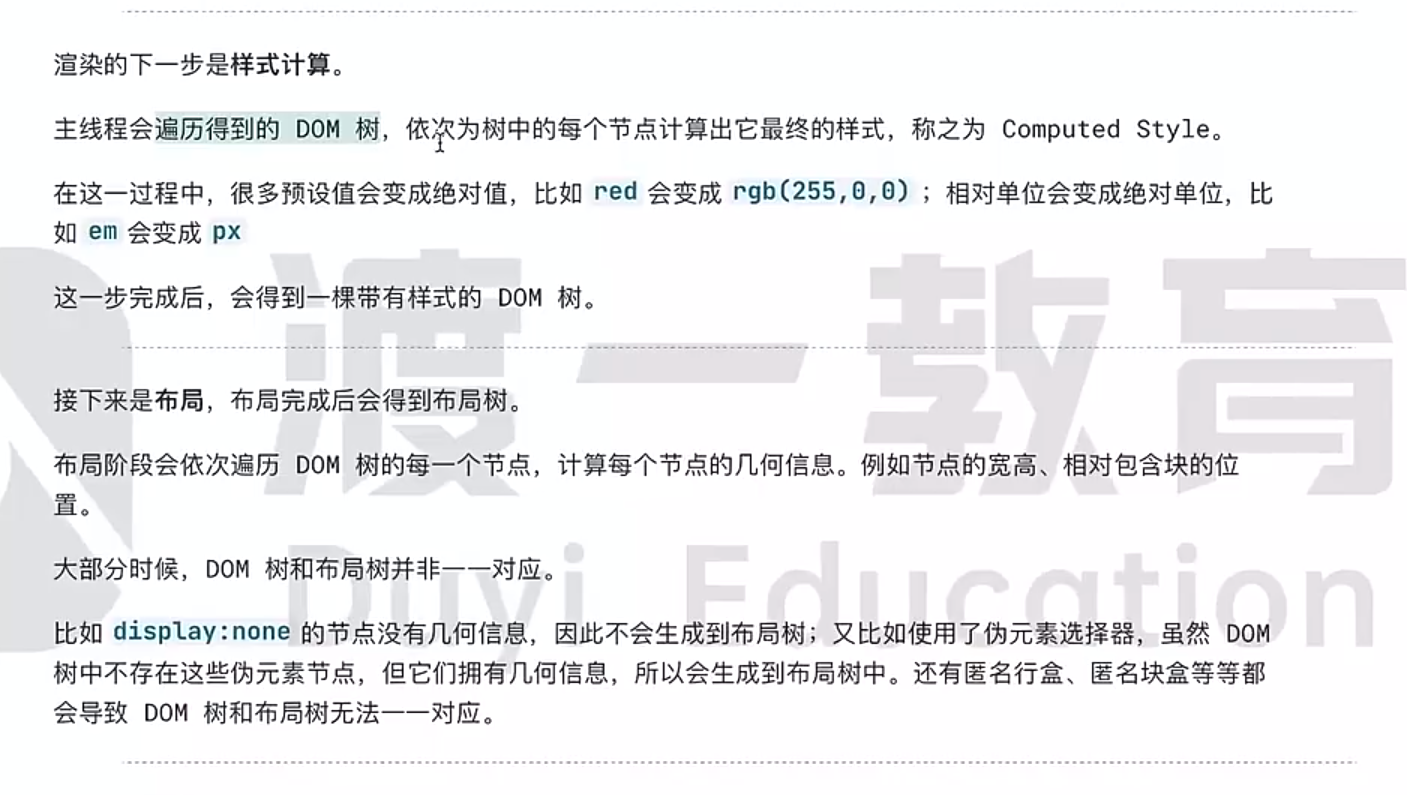 渲染的下一步是样式计算。
主线程会遍历得到的 DOM 树，依次为树中的每个节点计算出它最终的样式，称之为 Computed Style。
在这一过程中，很多预设值会变成绝对值，比如 red 会变成 rgb(255,0,0)；相对单位会变成绝对单位，比
如 em 会变成 px
这一步完成后，会得到一棵带有样式的 DOM 树。
接下来是布局，布局完成后会得到布局树。
布局阶段会依次遍历 DOM 树的每一个节点，计算每个节点的几何信息。例如节点的宽高、相对包含块的位
置。
大部分时候，DOM 树和布局树并非一一对应。
比如 display:none 的节点没有几何信息，因此不会生成到布局树；又比如使用了伪元素选择器，虽然 DOM
树中不存在这些伪元素节点，但它们拥有几何信息，所以会生成到布局树中。还有匿名行盒、匿名块盒等等都
会导致 DOM 树和布局树无法一一对应。
渡一教育
Duyi Education